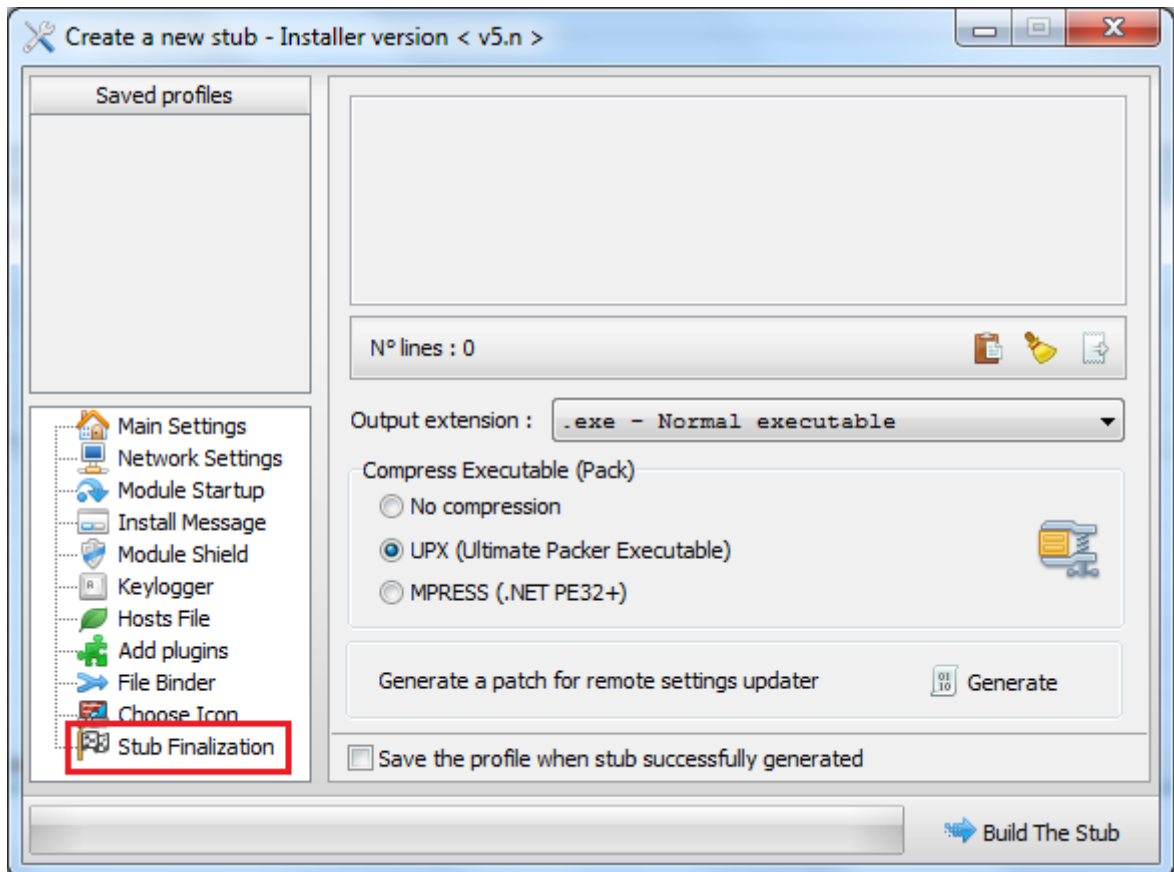 Create a new stub - Installer version < v5.n >
Saved profiles
Main Settings
Network Settings
Module Startup
Install Message
Module Shield
Keylogger
Hosts File
Add plugins
File Binder
Choose Icon
Stub Finalization
N° lines : 0
Output extension : .exe - Normal executable
Compress Executable (Pack)
No compression
UPX (Ultimate Packer Executable)
MPRESS (.NET PE32+)
Generate a patch for remote settings updater Generate
Save the profile when stub successfully generated
Build The Stub